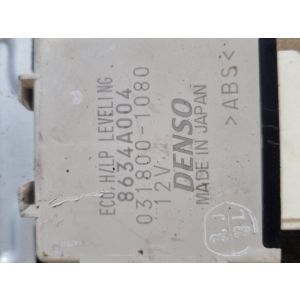 ECU, H/LP LEVELING
8634A004
031800-1080
12V
DENSO
MADE IN JAPAN
>ABS<